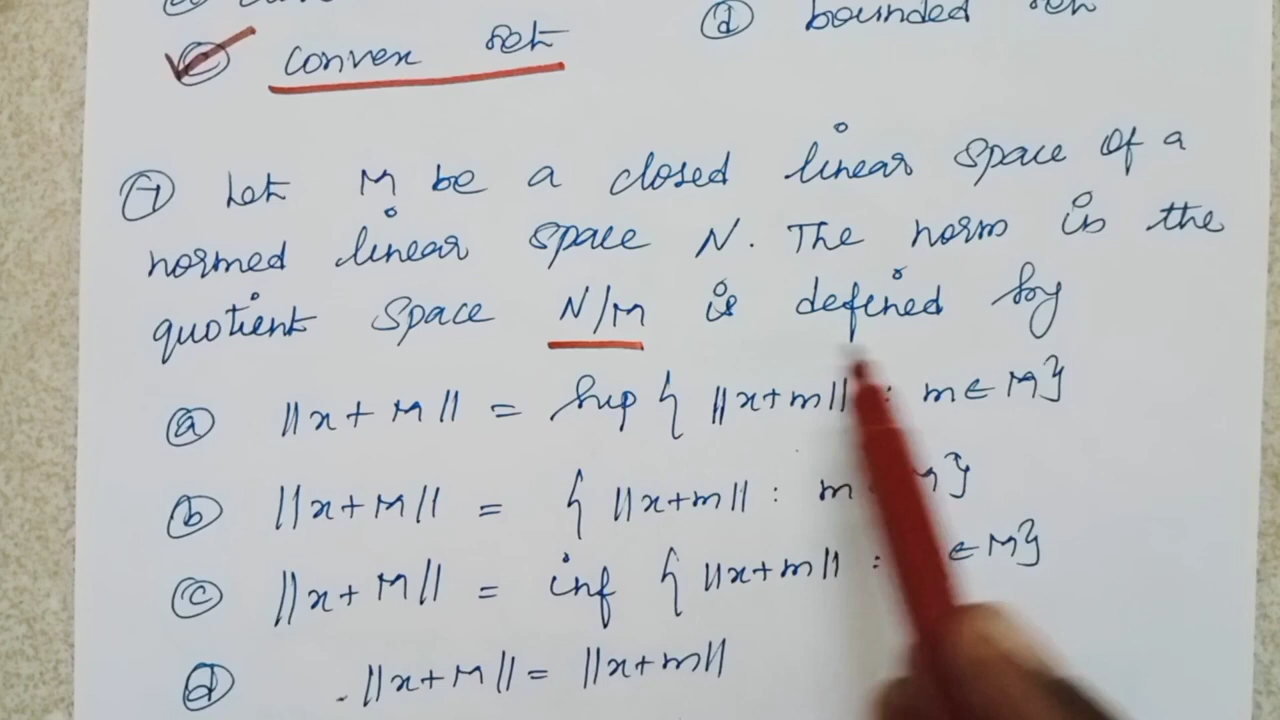 ⓓ bounded set
ⓒ convex set
⑦ Let M be a closed linear space of a
normed linear space N. The norm in the
quotient space N/M is defined by
ⓐ ||x+M|| = sup { ||x+m|| : m∈M}
ⓑ ||x+M|| = { ||x+m|| : m M}
ⓒ ||x+M|| = inf { ||x+m|| : ∈M}
ⓓ ||x+M|| = ||x+m||